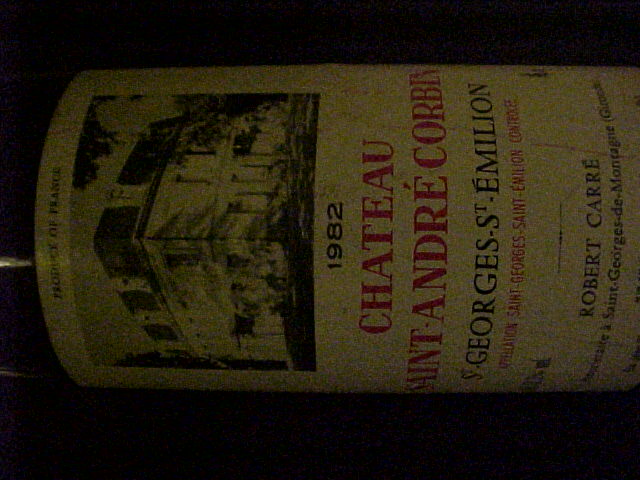 PRODUCT OF FRANCE
1982
CHATEAU
SAINT-ANDRÉ CORBIN
St-GEORGES-St-ÉMILION
APPELLATION SAINT-GEORGES-SAINT-ÉMILION CONTRÔLÉE
ROBERT CARRÉ
à Saint-Georges-de-Montagne